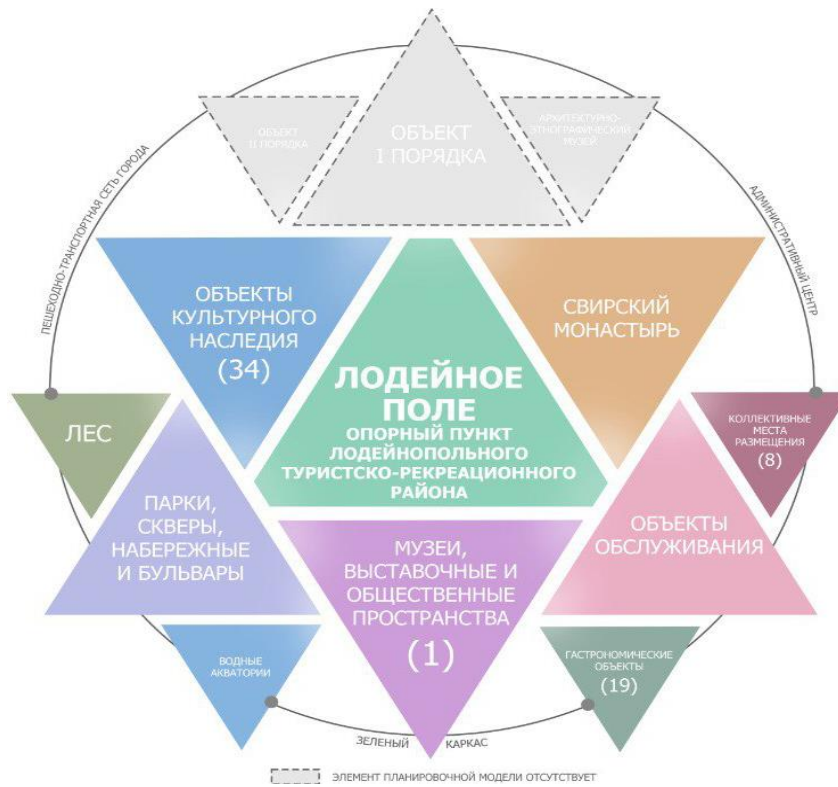 ОБЪЕКТ
I ПОРЯДКА
ОБЪЕКТ
II ПОРЯДКА
АРХИТЕКТУРНО-
ЭТНОГРАФИЧЕСКИЙ
МУЗЕЙ
ПЕШЕХОДНО-ТРАНСПОРТНАЯ СЕТЬ ГОРОДА
АДМИНИСТРАТИВНЫЙ ЦЕНТР
ОБЪЕКТЫ
КУЛЬТУРНОГО
НАСЛЕДИЯ
(34)
СВИРСКИЙ
МОНАСТЫРЬ
ЛОДЕЙНОЕ
ПОЛЕ
ОПОРНЫЙ ПУНКТ
ЛОДЕЙНОПОЛЬНОГО
ТУРИСТСКО-РЕКРЕАЦИОННОГО
РАЙОНА
ЛЕС
КОЛЛЕКТИВНЫЕ
МЕСТА
РАЗМЕЩЕНИЯ
(8)
ПАРКИ,
СКВЕРЫ,
НАБЕРЕЖНЫЕ
И БУЛЬВАРЫ
МУЗЕИ,
ВЫСТАВОЧНЫЕ И
ОБЩЕСТВЕННЫЕ
ПРОСТРАНСТВА
(1)
ОБЪЕКТЫ
ОБСЛУЖИВАНИЯ
ВОДНЫЕ
АКВАТОРИИ
ГАСТРОНОМИЧЕСКИЕ
ОБЪЕКТЫ
(19)
ЗЕЛЕНЫЙ КАРКАС
ЭЛЕМЕНТ ПЛАНИРОВОЧНОЙ МОДЕЛИ ОТСУТСТВУЕТ